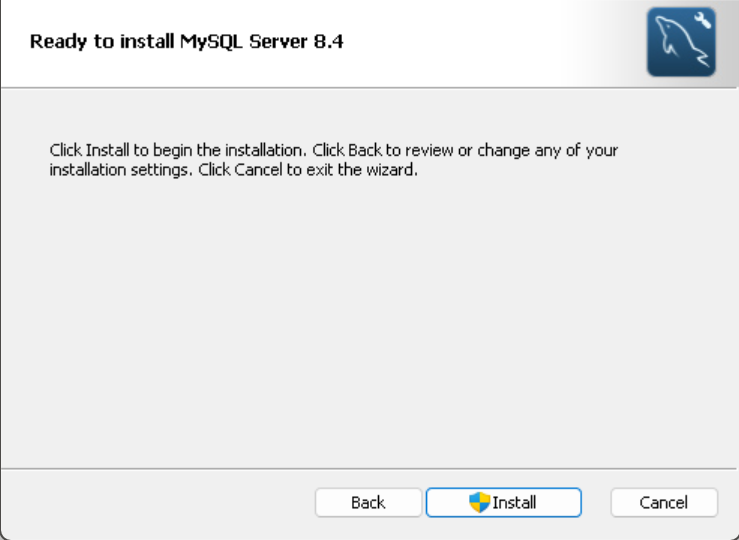 Ready to install MySQL Server 8.4
Click Install to begin the installation. Click Back to review or change any of your
installation settings. Click Cancel to exit the wizard.
Back
Install
Cancel